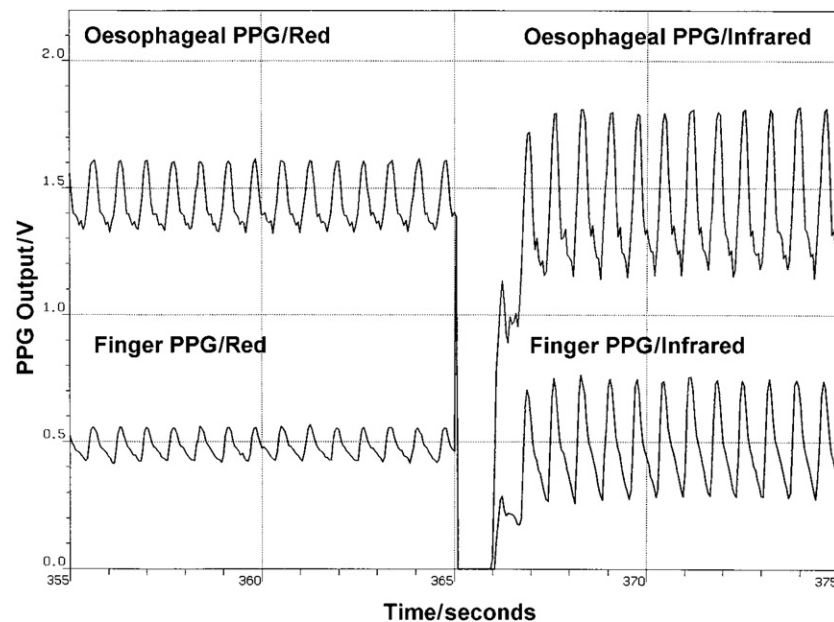 Oesophageal PPG/Red
Oesophageal PPG/Infrared
2.0
1.5
1.0
0.5
0.0
PPG Output/V
Finger PPG/Red
Finger PPG/Infrared
355
360
365
370
375
Time/seconds